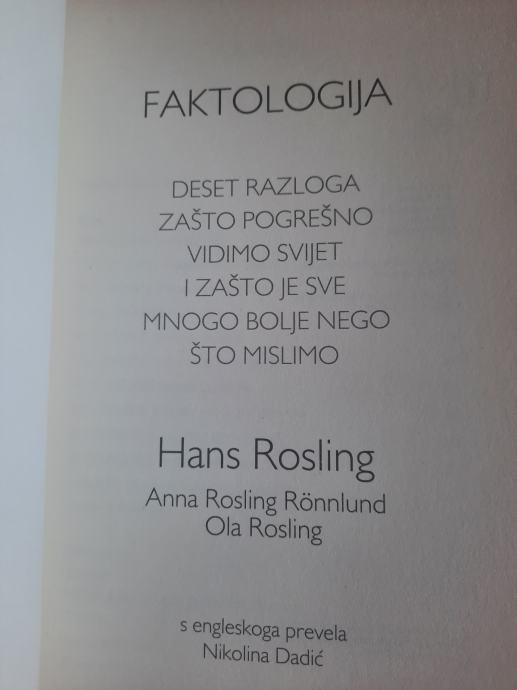 FAKTOLOGIJA
DESET RAZLOGA
ZAŠTO POGREŠNO
VIDIMO SVIJET
I ZAŠTO JE SVE
MNOGO BOLJE NEGO
ŠTO MISLIMO
Hans Rosling
Anna Rosling Rönnlund
Ola Rosling
s engleskoga prevela
Nikolina Dadić